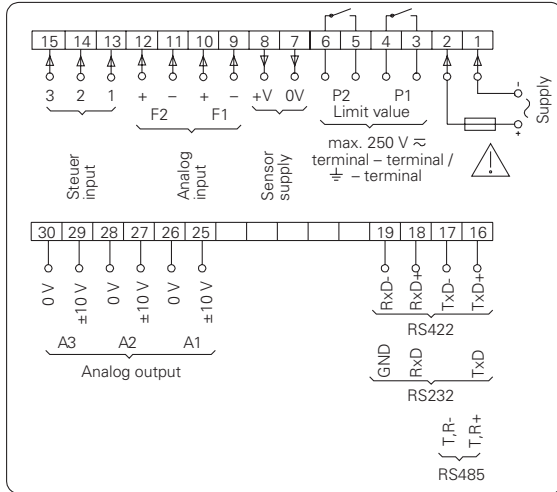 15 14 13 12 11 10 9 8 7 6 5 4 3 2 1
3 2 1 + − + − +V 0V P2 P1 -
F2 F1 Limit value
+
Supply
Steuer input
Analog input
Sensor supply
max. 250 V ≂
terminal – terminal /
⏚ – terminal
30 29 28 27 26 25 19 18 17 16
0 V ±10 V 0 V ±10 V 0 V ±10 V RxD- RxD+ TxD- TxD+
RS422
A3 A2 A1
Analog output
GND RxD TxD
RS232
T,R- T,R+
RS485